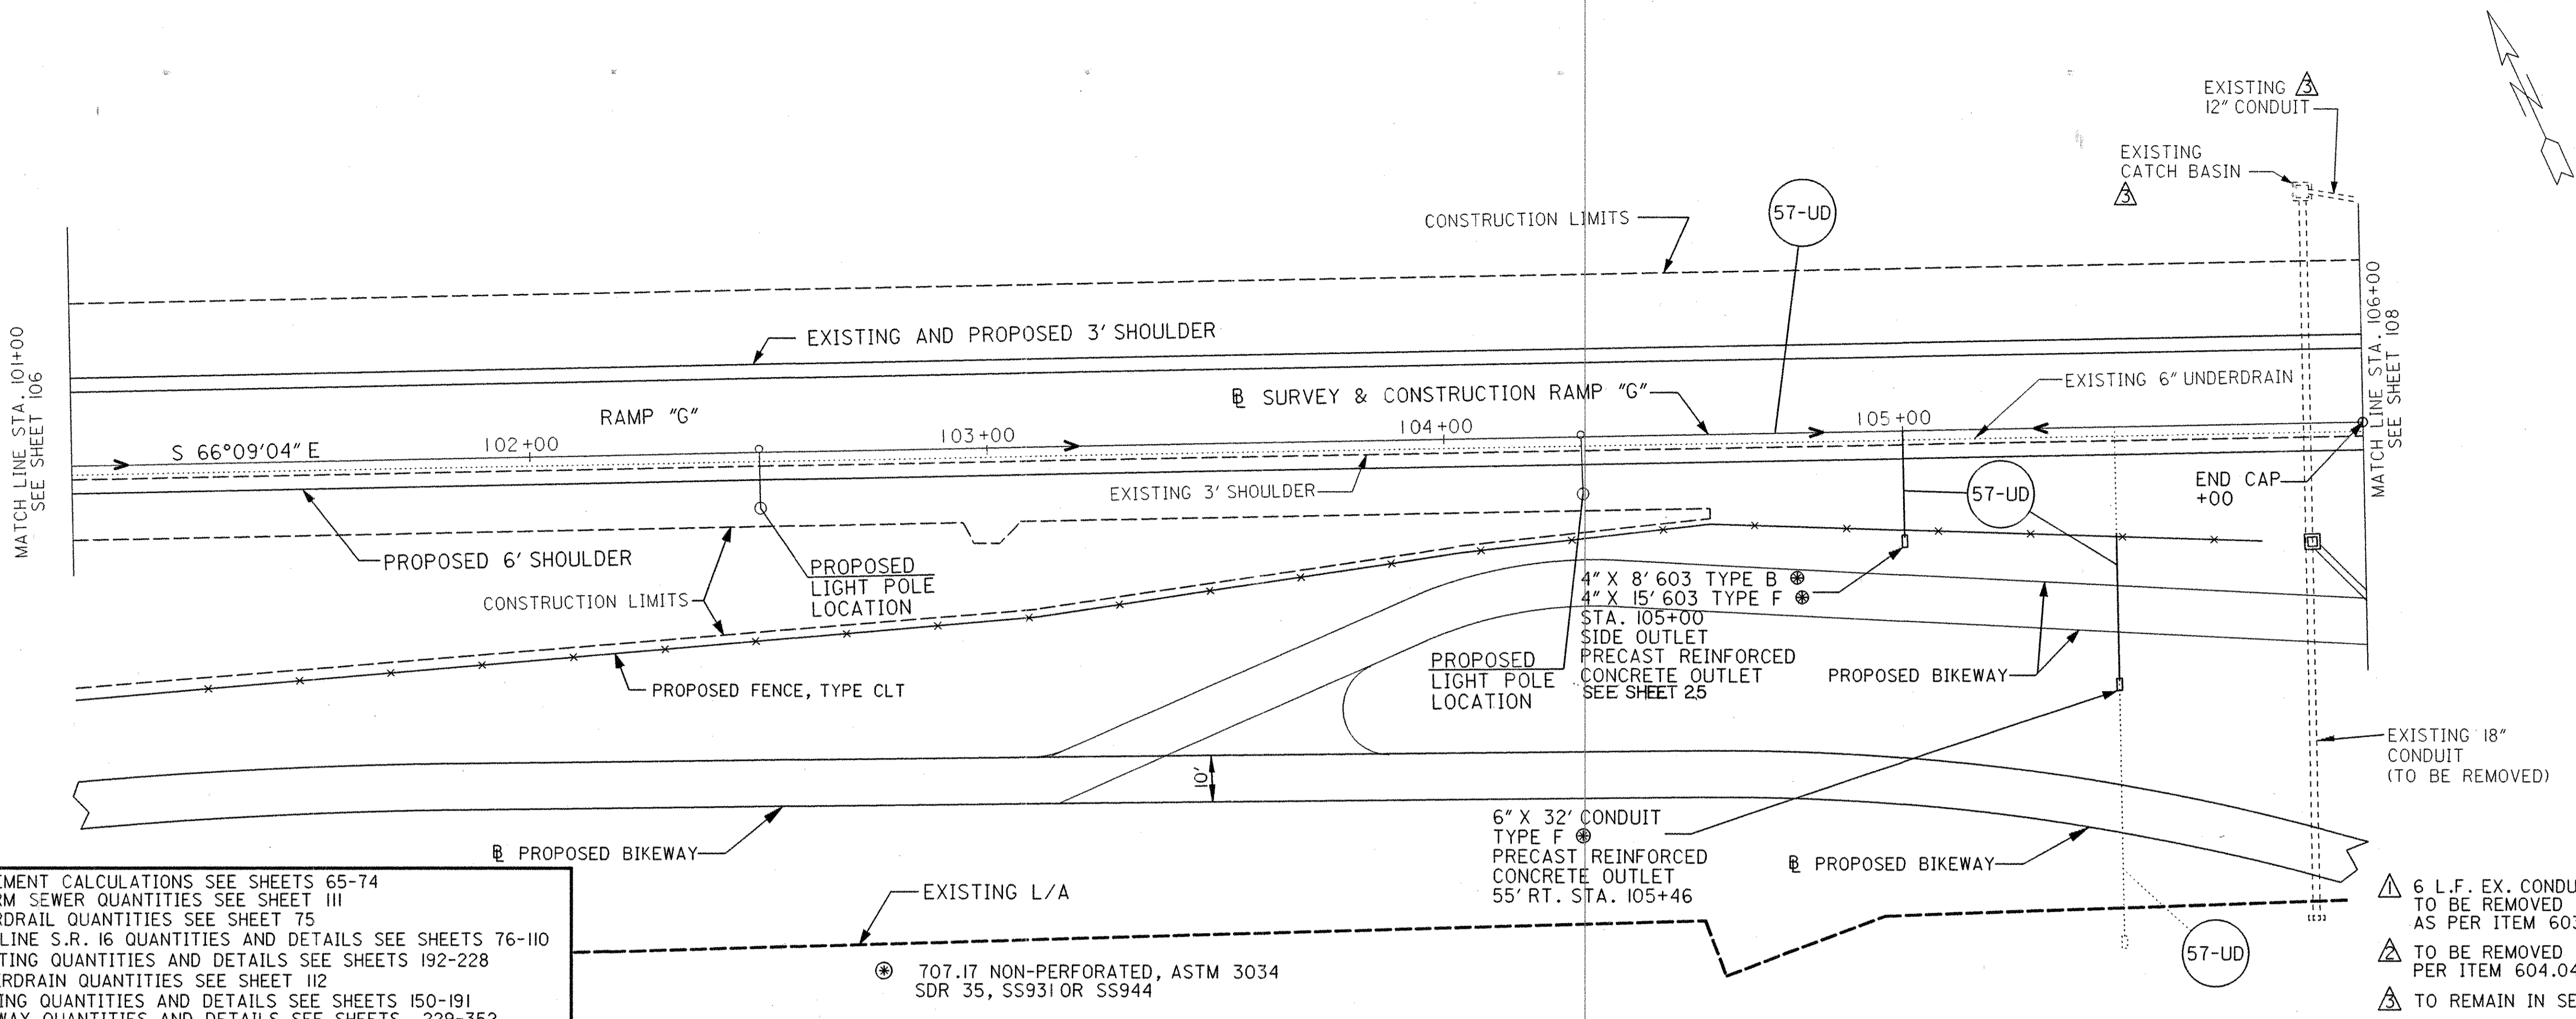 EXISTING 3
12" CONDUIT
EXISTING
CATCH BASIN
3
57-UD
CONSTRUCTION LIMITS
MATCH LINE STA. 101+00
SEE SHEET 106
EXISTING AND PROPOSED 3' SHOULDER
MATCH LINE STA. 106+00
SEE SHEET 108
RAMP "G"
℄ SURVEY & CONSTRUCTION RAMP "G"
EXISTING 6" UNDERDRAIN
S 66°09'04" E
102+00
103+00
104+00
105+00
EXISTING 3' SHOULDER
57-UD
END CAP
+00
PROPOSED 6' SHOULDER
PROPOSED
LIGHT POLE
LOCATION
CONSTRUCTION LIMITS
4" X 8' 603 TYPE B ⊛
4" X 15' 603 TYPE F ⊛
STA. 105+00
SIDE OUTLET
PRECAST REINFORCED
CONCRETE OUTLET
SEE SHEET 25
PROPOSED
LIGHT POLE
LOCATION
PROPOSED BIKEWAY
PROPOSED FENCE, TYPE CLT
EXISTING 18"
CONDUIT
(TO BE REMOVED)
10'
6" X 32' CONDUIT
TYPE F ⊛
PRECAST REINFORCED
CONCRETE OUTLET
55' RT. STA. 105+46
℄ PROPOSED BIKEWAY
℄ PROPOSED BIKEWAY
EXISTING L/A
57-UD
⊛ 707.17 NON-PERFORATED, ASTM 3034
SDR 35, SS931 OR SS944
EMENT CALCULATIONS SEE SHEETS 65-74
RM SEWER QUANTITIES SEE SHEET 111
RDRAIL QUANTITIES SEE SHEET 75
LINE S.R. 16 QUANTITIES AND DETAILS SEE SHEETS 76-110
TING QUANTITIES AND DETAILS SEE SHEETS 192-228
ERDRAIN QUANTITIES SEE SHEET 112
ING QUANTITIES AND DETAILS SEE SHEETS 150-191
WAY QUANTITIES AND DETAILS SEE SHEETS 229-352
1 6 L.F. EX. CONDU
TO BE REMOVED
AS PER ITEM 603
2 TO BE REMOVED
PER ITEM 604.04
3 TO REMAIN IN SE